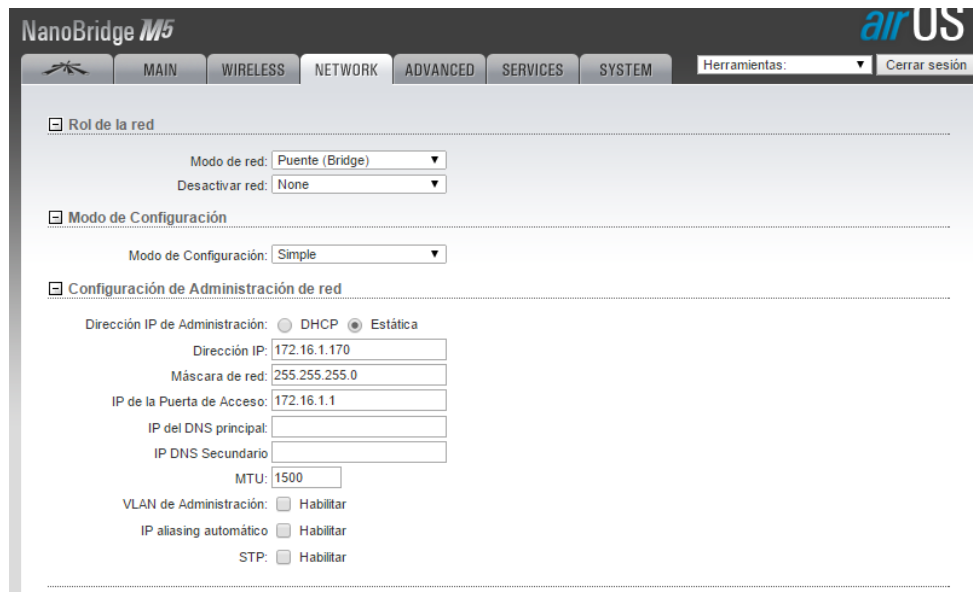 NanoBridge M5
airOS
MAIN WIRELESS NETWORK ADVANCED SERVICES SYSTEM Herramientas: Cerrar sesión
Rol de la red
Modo de red: Puente (Bridge)
Desactivar red: None
Modo de Configuración
Modo de Configuración: Simple
Configuración de Administración de red
Dirección IP de Administración: DHCP Estática
Dirección IP: 172.16.1.170
Máscara de red: 255.255.255.0
IP de la Puerta de Acceso: 172.16.1.1
IP del DNS principal:
IP DNS Secundario
MTU: 1500
VLAN de Administración: Habilitar
IP aliasing automático Habilitar
STP: Habilitar